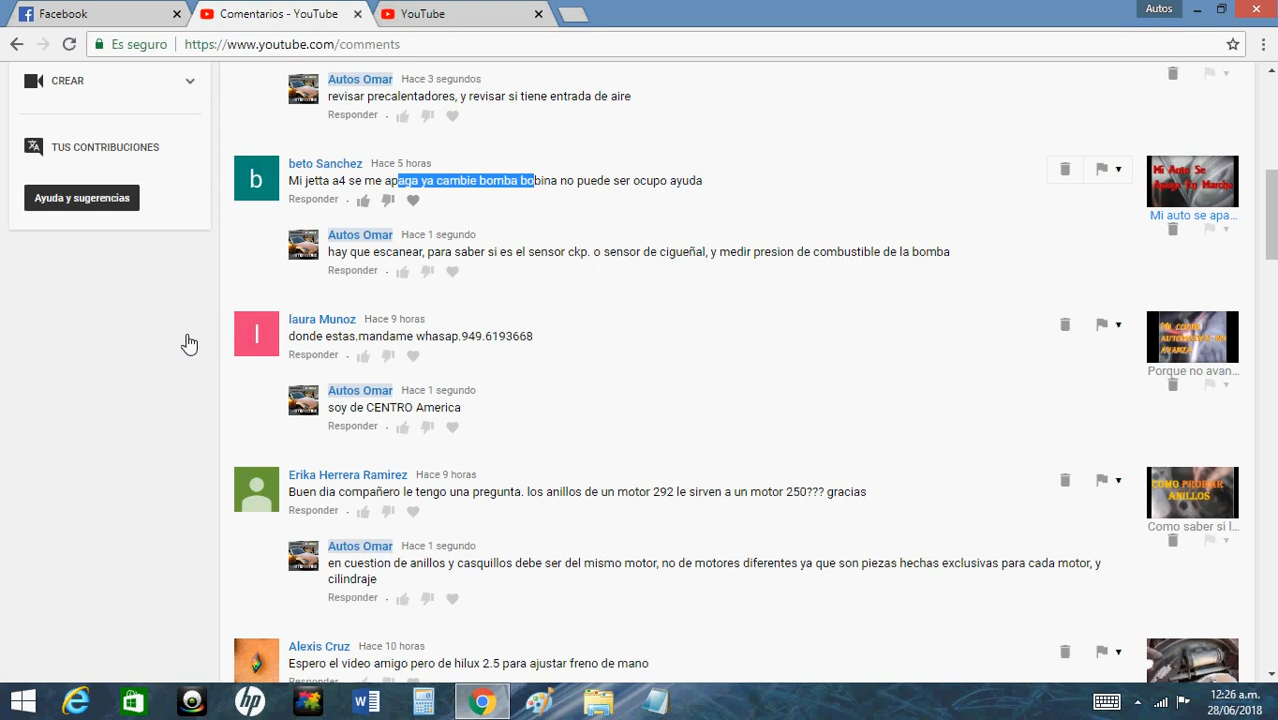 Facebook
Comentarios - YouTube
YouTube
Autos
Es seguro
https://www.youtube.com/comments
CREAR
TUS CONTRIBUCIONES
Ayuda y sugerencias
Autos Omar Hace 3 segundos
revisar precalentadores, y revisar si tiene entrada de aire
Responder
beto Sanchez Hace 5 horas
Mi jetta a4 se me apaga ya cambie bomba bobina no puede ser ocupo ayuda
Responder
Mi Auto Se
Apaga En Marcha
Mi auto se apa...
Autos Omar Hace 1 segundo
hay que escanear, para saber si es el sensor ckp. o sensor de cigueñal, y medir presion de combustible de la bomba
Responder
laura Munoz Hace 9 horas
donde estas.mandame whasap.949.6193668
Responder
MI COCHE
AUTOMATICO NO
AVANZA
Porque no avan...
Autos Omar Hace 1 segundo
soy de CENTRO America
Responder
Erika Herrera Ramirez Hace 9 horas
Buen dia compañero le tengo una pregunta. los anillos de un motor 292 le sirven a un motor 250??? gracias
Responder
COMO PROBAR
ANILLOS
Como saber si l...
Autos Omar Hace 1 segundo
en cuestion de anillos y casquillos debe ser del mismo motor, no de motores diferentes ya que son piezas hechas exclusivas para cada motor, y
cilindraje
Responder
Alexis Cruz Hace 10 horas
Espero el video amigo pero de hilux 2.5 para ajustar freno de mano
Responder
12:26 a.m.
28/06/2018